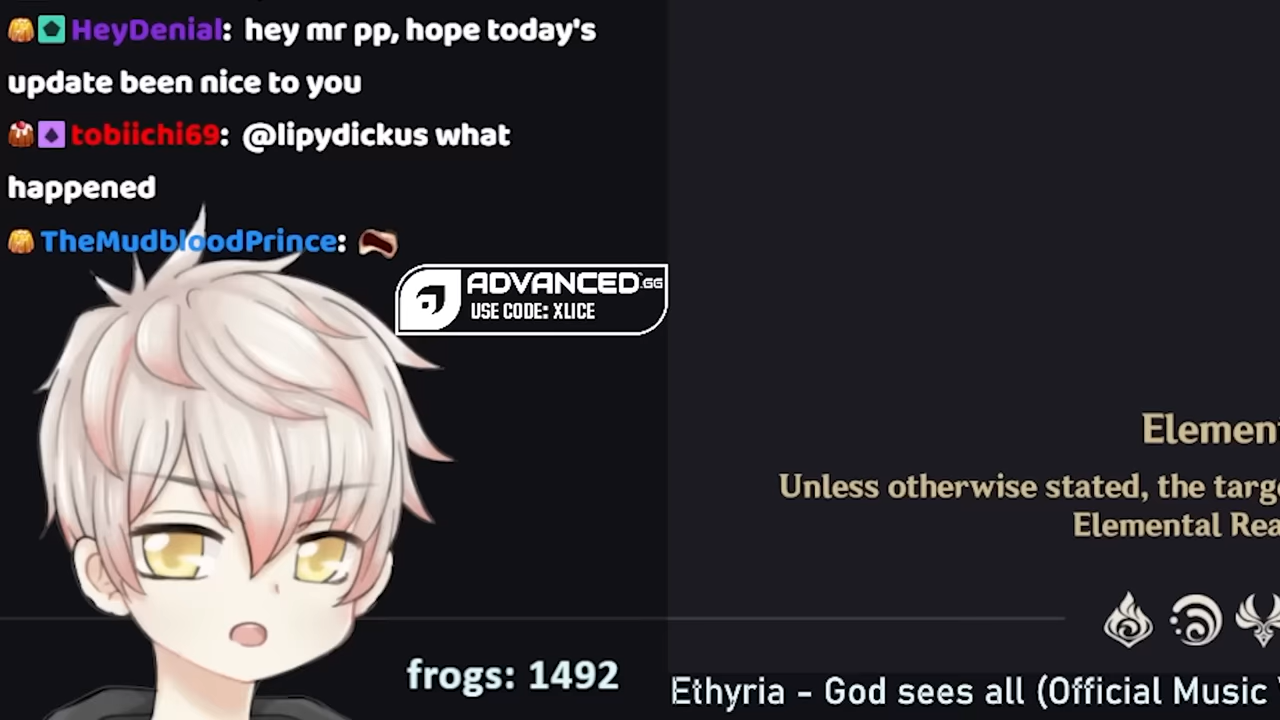 HeyDenial: hey mr pp, hope today's
update been nice to you
tobiichi69: @lipydickus what
happened
TheMudbloodPrince:
ADVANCED.GG
USE CODE: XLICE
Element
Unless otherwise stated, the targe
Elemental Rea
frogs: 1492
Ethyria - God sees all (Official Music